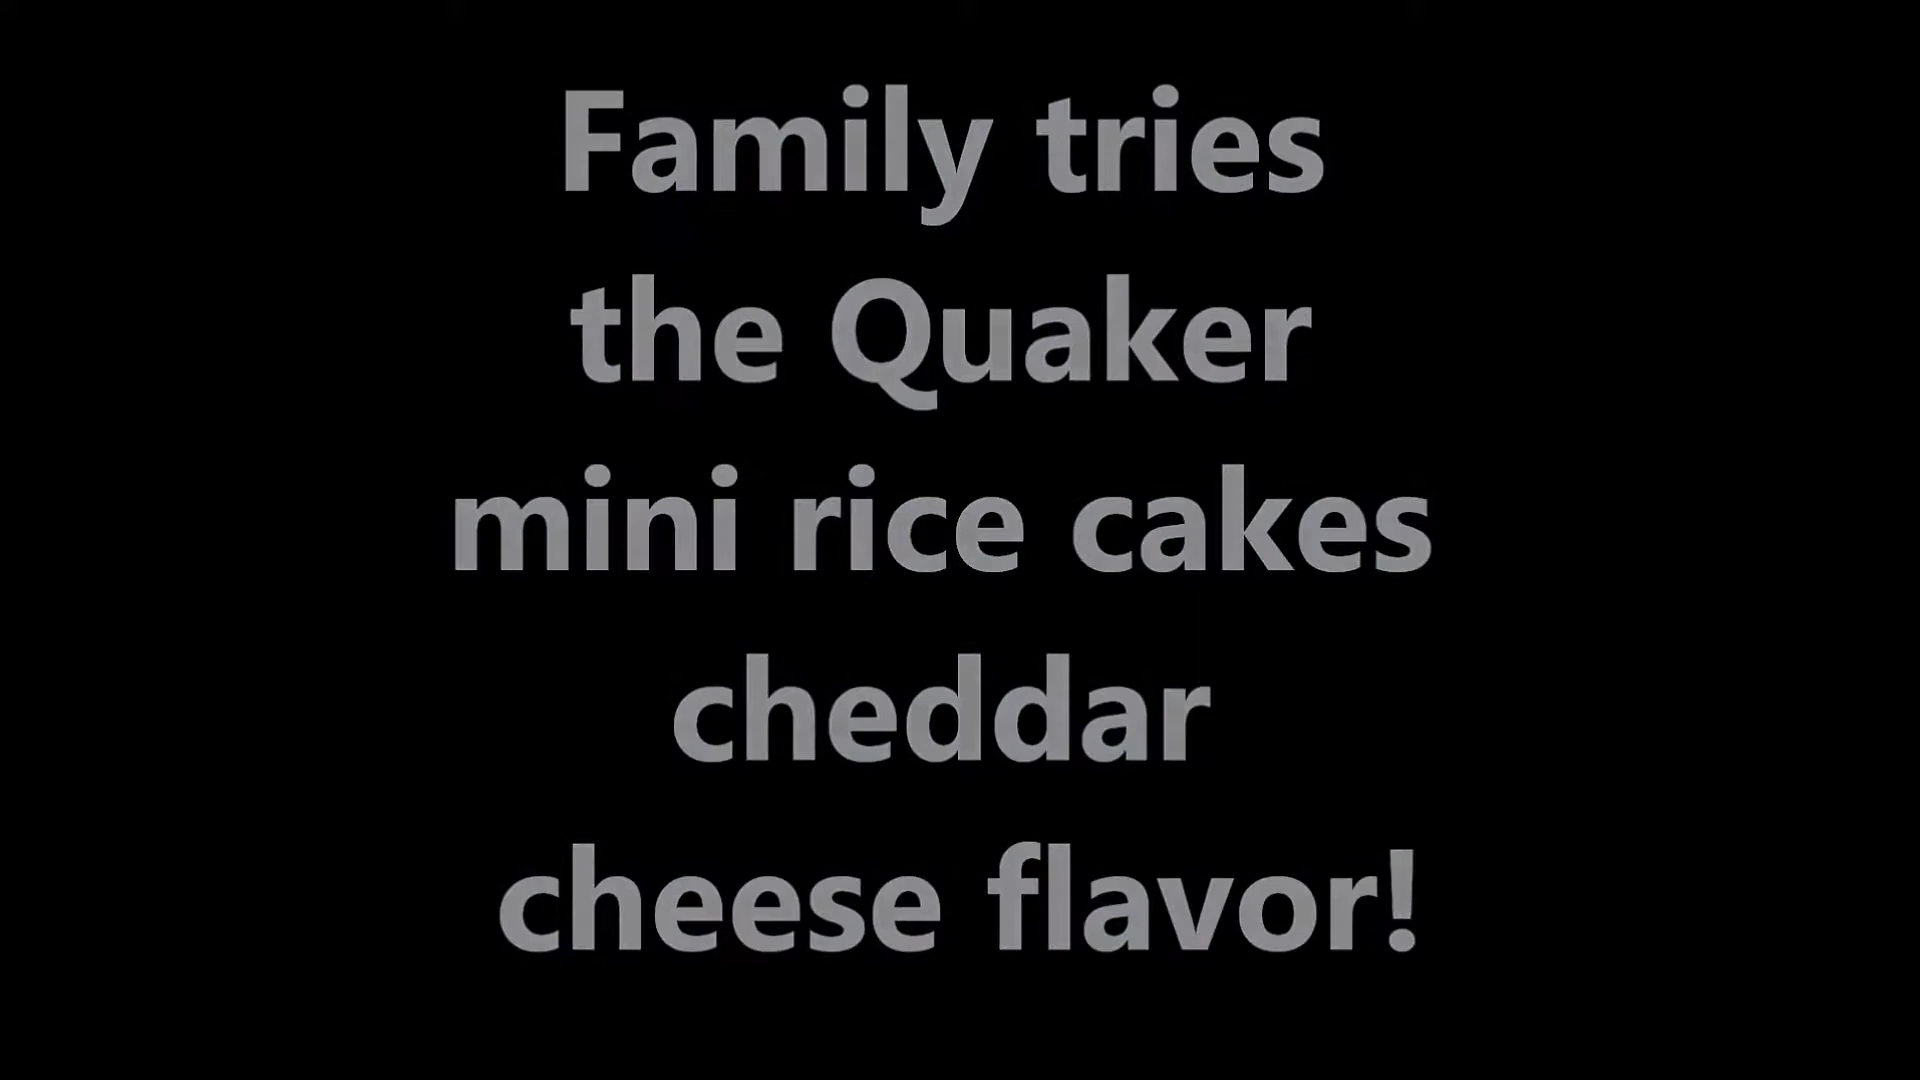 Family tries
the Quaker
mini rice cakes
cheddar
cheese flavor!